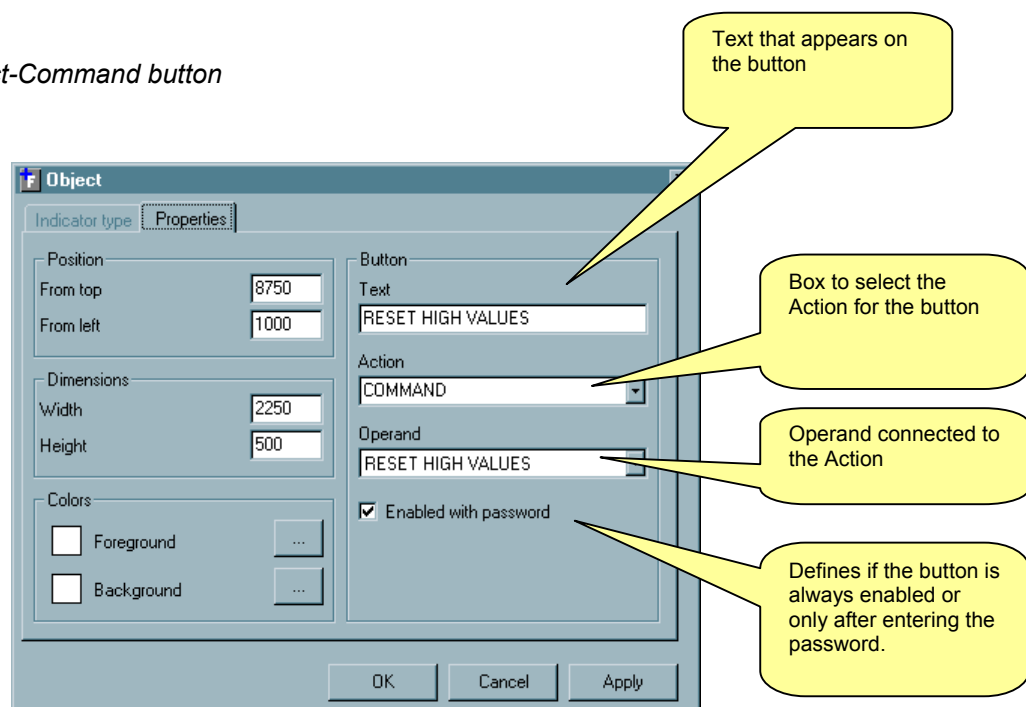 Text that appears on
the button
t-Command button
Object
Indicator type Properties
Position
From top 8750
From left 1000
Dimensions
Width 2250
Height 500
Colors
Foreground ...
Background ...
Button
Text
RESET HIGH VALUES
Action
COMMAND
Operand
RESET HIGH VALUES
Enabled with password
Box to select the
Action for the button
Operand connected to
the Action
Defines if the button is
always enabled or
only after entering the
password.
OK Cancel Apply